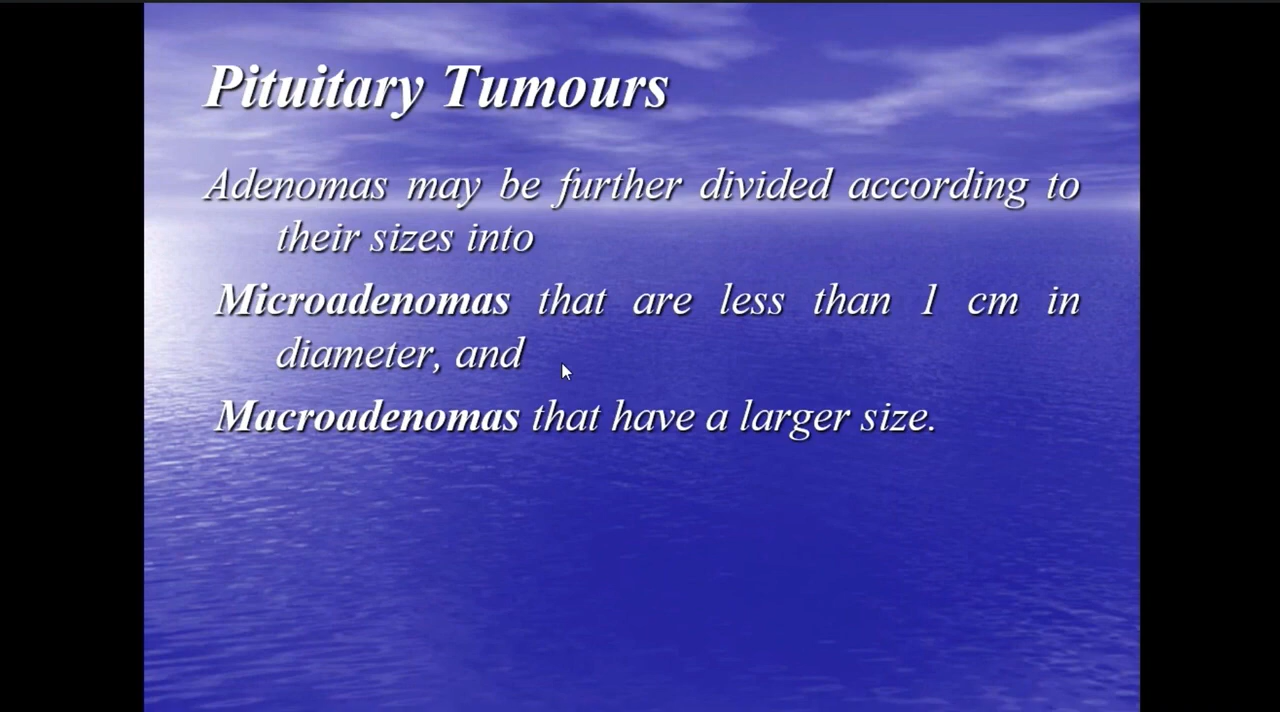 Pituitary Tumours
Adenomas may be further divided according to
their sizes into
Microadenomas that are less than 1 cm in
diameter, and
Macroadenomas that have a larger size.